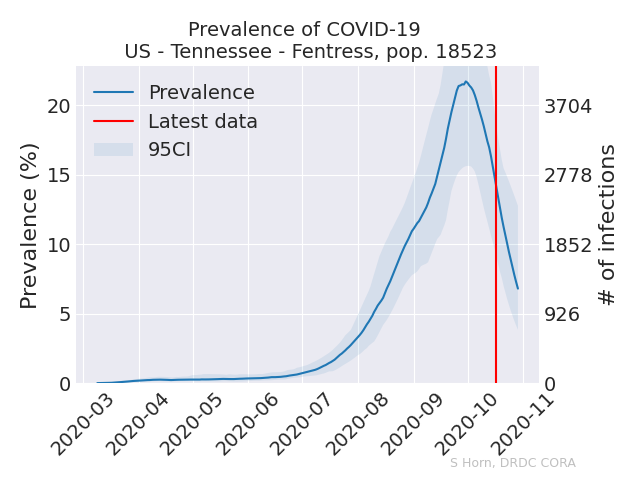 Prevalence of COVID-19
US - Tennessee - Fentress, pop. 18523
Prevalence (%)
20
15
10
5
0
Prevalence
Latest data
95CI
3704
2778
1852
926
0
# of infections
2020-03
2020-04
2020-05
2020-06
2020-07
2020-08
2020-09
2020-10
2020-11
S Horn, DRDC CORA